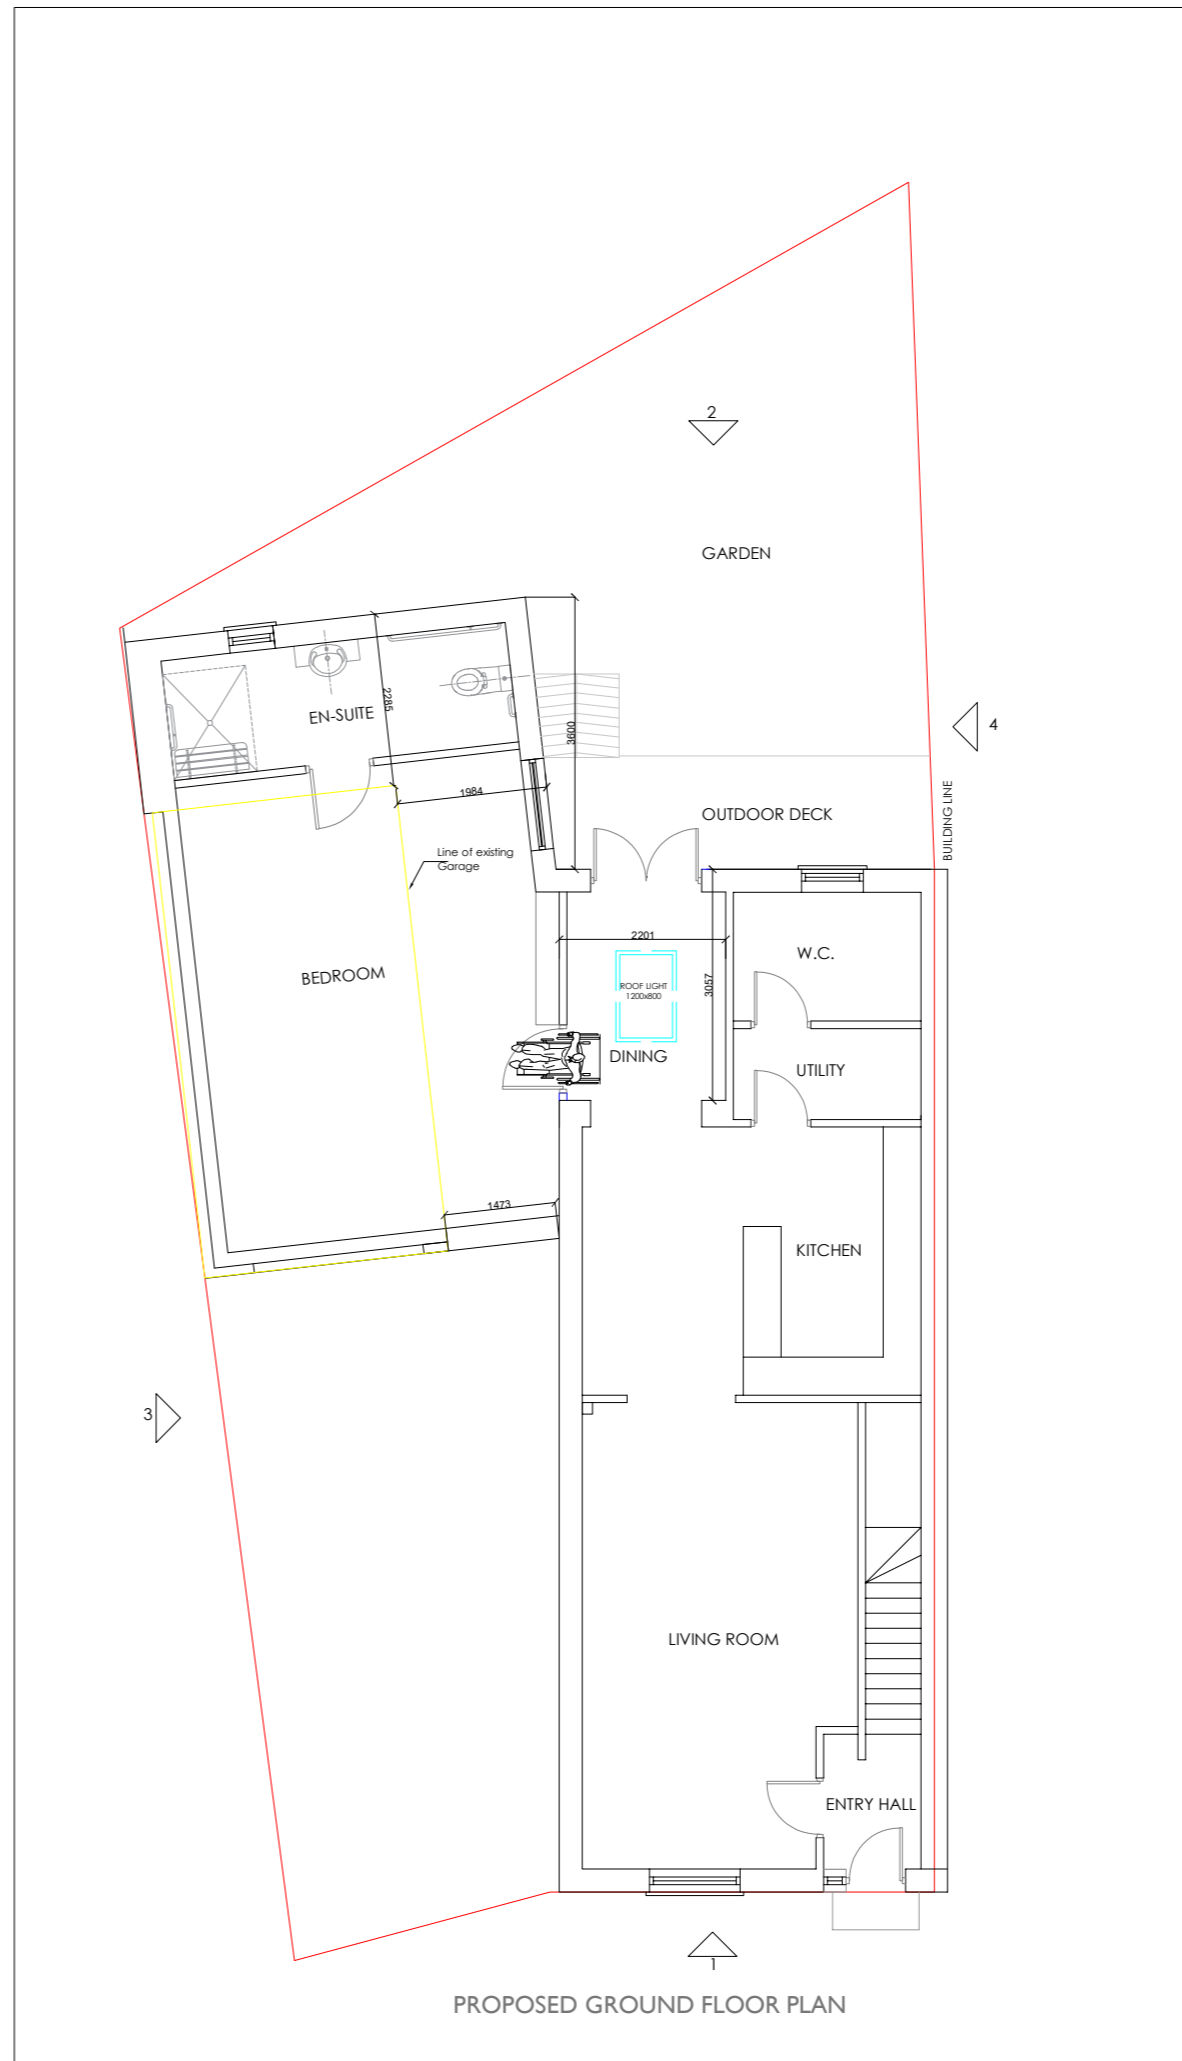 2
GARDEN
2285
EN-SUITE
3600
4
1984
BUILDING LINE
OUTDOOR DECK
Line of existing
Garage
2201
W.C.
BEDROOM
3057
ROOF LIGHT
1200x800
DINING
UTILITY
1473
KITCHEN
3
LIVING ROOM
ENTRY HALL
1
PROPOSED GROUND FLOOR PLAN